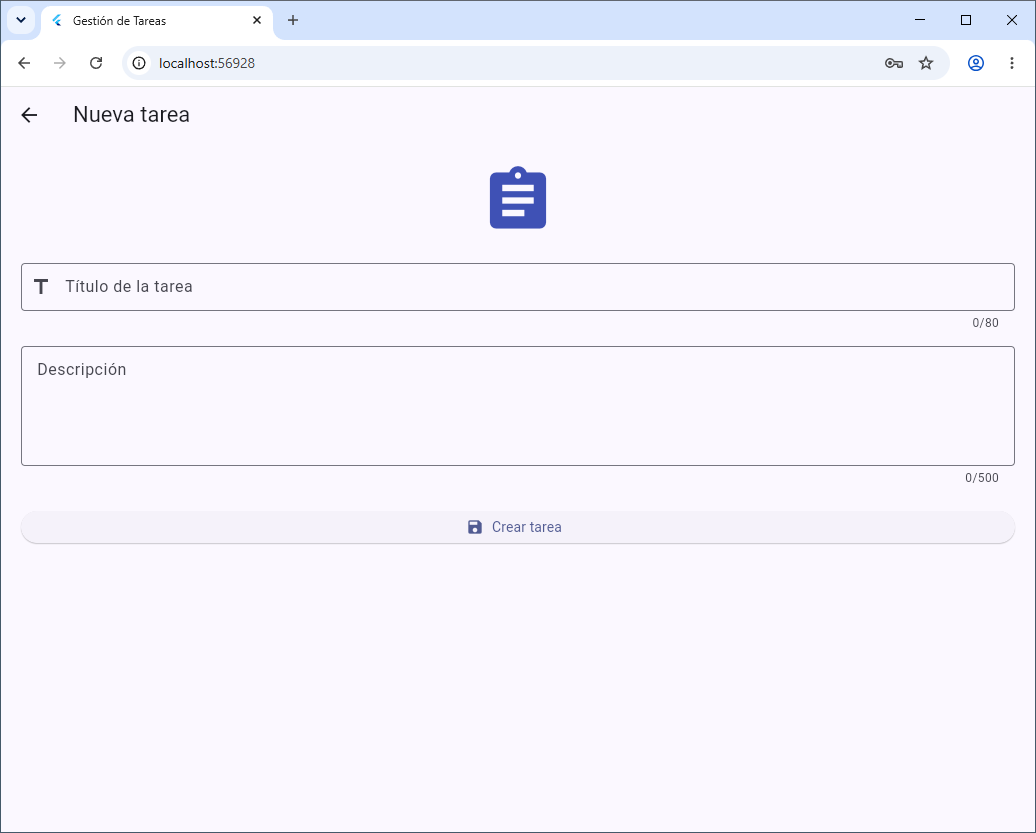 Gestión de Tareas
localhost:56928
Nueva tarea
Título de la tarea
0/80
Descripción
0/500
Crear tarea